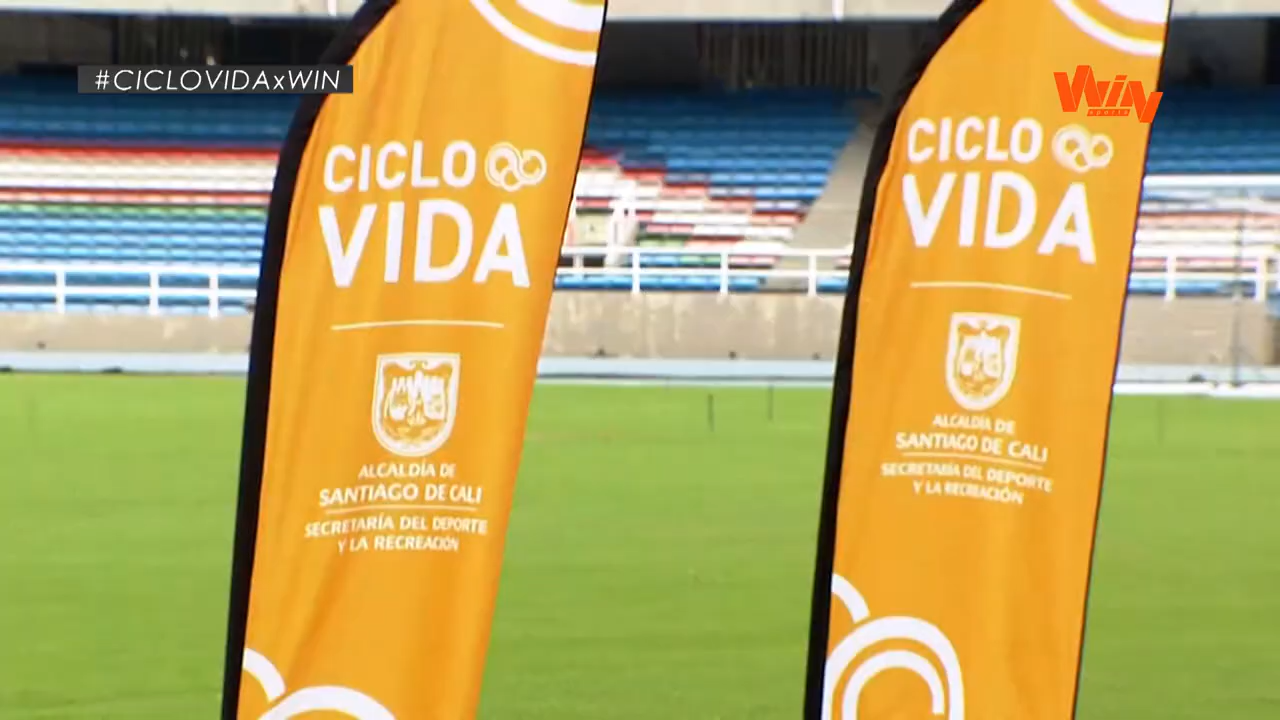 #CICLOVIDAxWIN
WIN
sports
CICLO
VIDA
ALCALDÍA DE
SANTIAGO DE CALI
SECRETARÍA DEL DEPORTE
Y LA RECREACIÓN
CICLO
VIDA
ALCALDÍA DE
SANTIAGO DE CALI
SECRETARÍA DEL DEPORTE
Y LA RECREACIÓN